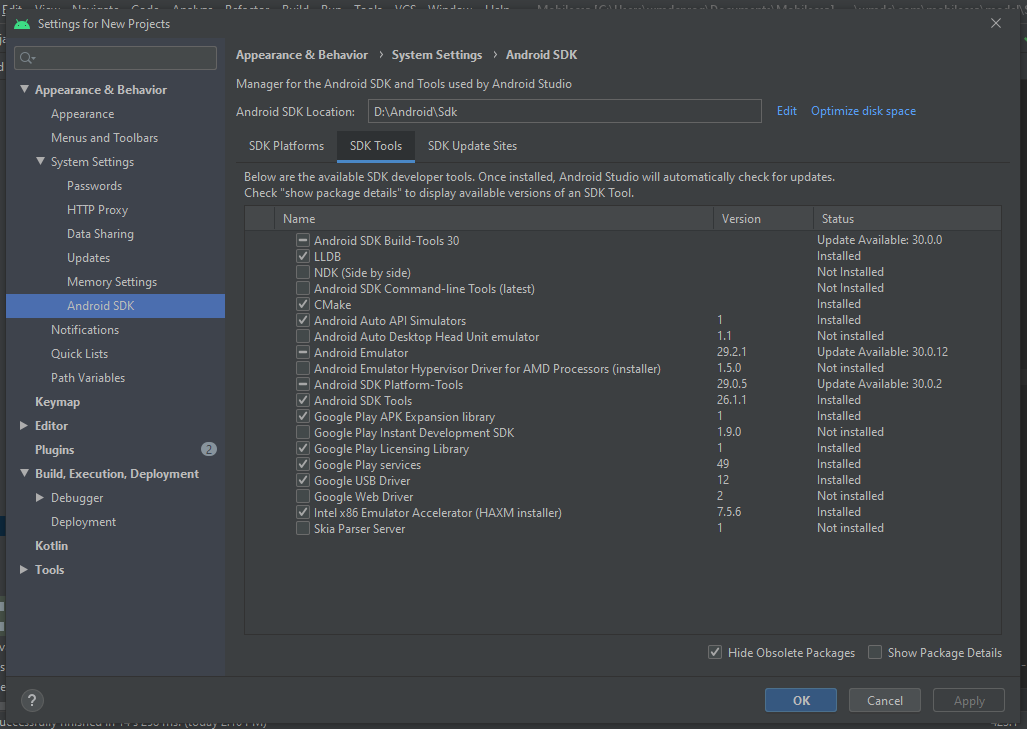 Edit View Navigate Code Analyze Refactor Build Run Tools VCS Window Help
Settings for New Projects
Appearance & Behavior
Appearance
Menus and Toolbars
System Settings
Passwords
HTTP Proxy
Data Sharing
Updates
Memory Settings
Android SDK
Notifications
Quick Lists
Path Variables
Keymap
Editor
Plugins 2
Build, Execution, Deployment
Debugger
Deployment
Kotlin
Tools
Appearance & Behavior › System Settings › Android SDK
Manager for the Android SDK and Tools used by Android Studio
Android SDK Location: D:\Android\Sdk Edit Optimize disk space
SDK Platforms SDK Tools SDK Update Sites
Below are the available SDK developer tools. Once installed, Android Studio will automatically check for updates.
Check "show package details" to display available versions of an SDK Tool.
Name Version Status
Android SDK Build-Tools 30 Update Available: 30.0.0
LLDB Installed
NDK (Side by side) Not Installed
Android SDK Command-line Tools (latest) Not Installed
CMake Installed
Android Auto API Simulators 1 Installed
Android Auto Desktop Head Unit emulator 1.1 Not installed
Android Emulator 29.2.1 Update Available: 30.0.12
Android Emulator Hypervisor Driver for AMD Processors (installer) 1.5.0 Not installed
Android SDK Platform-Tools 29.0.5 Update Available: 30.0.2
Android SDK Tools 26.1.1 Installed
Google Play APK Expansion library 1 Installed
Google Play Instant Development SDK 1.9.0 Not installed
Google Play Licensing Library 1 Installed
Google Play services 49 Installed
Google USB Driver 12 Installed
Google Web Driver 2 Not installed
Intel x86 Emulator Accelerator (HAXM installer) 7.5.6 Installed
Skia Parser Server 1 Not installed
Hide Obsolete Packages Show Package Details
? OK Cancel Apply